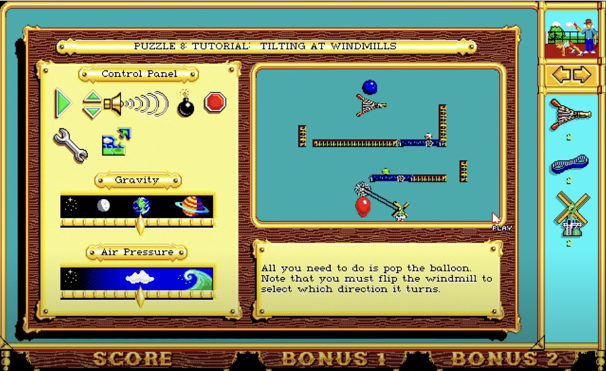 PUZZLE 8: TUTORIAL: TILTING AT WINDMILLS
Control Panel
Gravity
Air Pressure
PLAY
All you need to do is pop the balloon.
Note that you must flip the windmill to
select which direction it turns.
SCORE
BONUS 1
BONUS 2